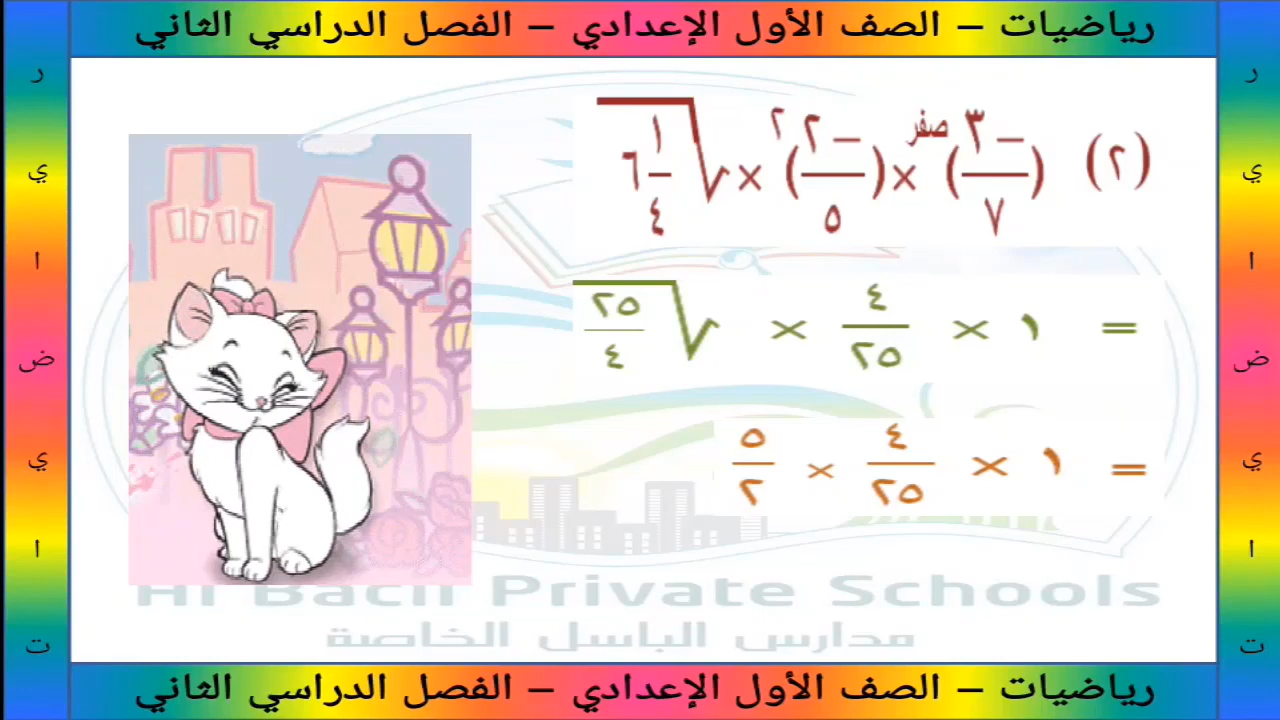 رياضيات – الصف الأول الإعدادي – الفصل الدراسي الثاني
(٢) (-٣/٧)^صفر × (-٢/٥)^٢ × √(٦ ١/٤)
= ١ × ٤/٢٥ × √(٢٥/٤)
= ١ × ٤/٢٥ × ٥/٢
Private Schools
مدارس الباسل الخاصة
رياضيات – الصف الأول الإعدادي – الفصل الدراسي الثاني
ر ي ا ض ي ا ت
ر ي ا ض ي ا ت